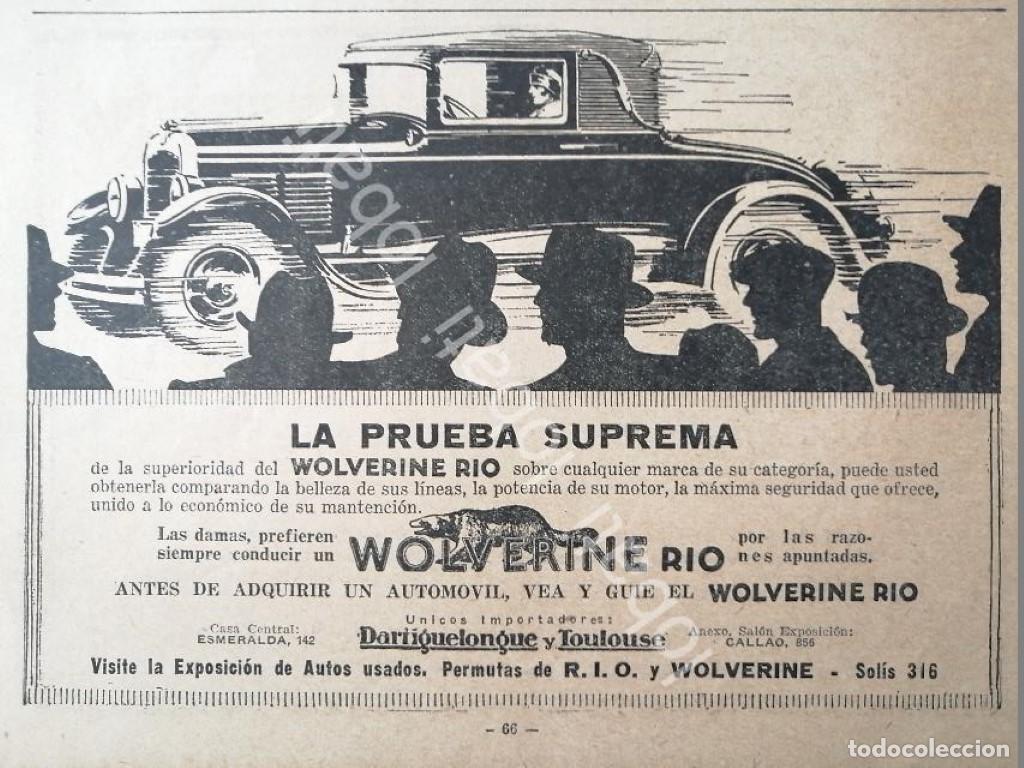 LA PRUEBA SUPREMA
de la superioridad del WOLVERINE RIO sobre cualquier marca de su categoría, puede usted
obtenerla comparando la belleza de sus líneas, la potencia de su motor, la máxima seguridad que ofrece,
unido a lo económico de su mantención.
Las damas, prefieren
siempre conducir un
WOLVERINE RIO
por las razo-
nes apuntadas.
ANTES DE ADQUIRIR UN AUTOMOVIL, VEA Y GUIE EL WOLVERINE RIO
Casa Central:
ESMERALDA, 142
Unicos Importadores:
Dartiguelongue y Toulouse
Anexo, Salón Exposición:
CALLAO, 856
Visite la Exposición de Autos usados. Permutas de R.I.O. y WOLVERINE - Solís 316
- 66 -
todocoleccion